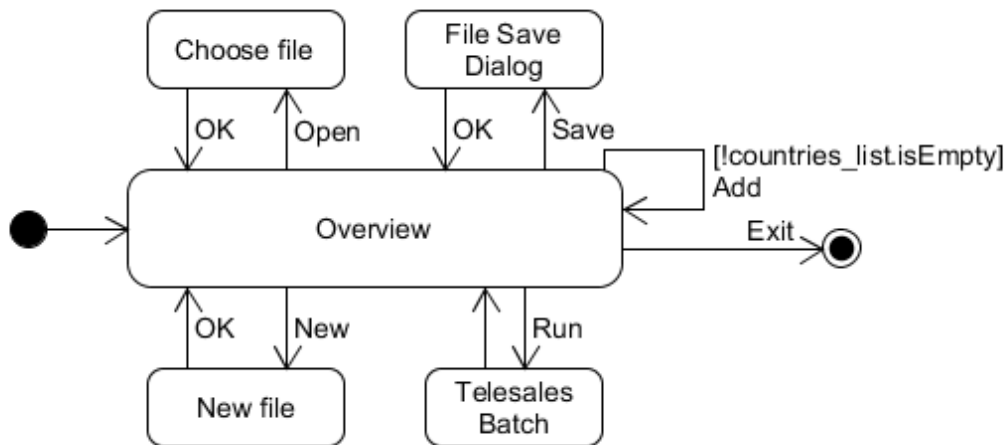 Choose file
File Save
Dialog
OK
Open
OK
Save
[!countries_list.isEmpty]
Add
Overview
Exit
OK
New
Run
New file
Telesales
Batch